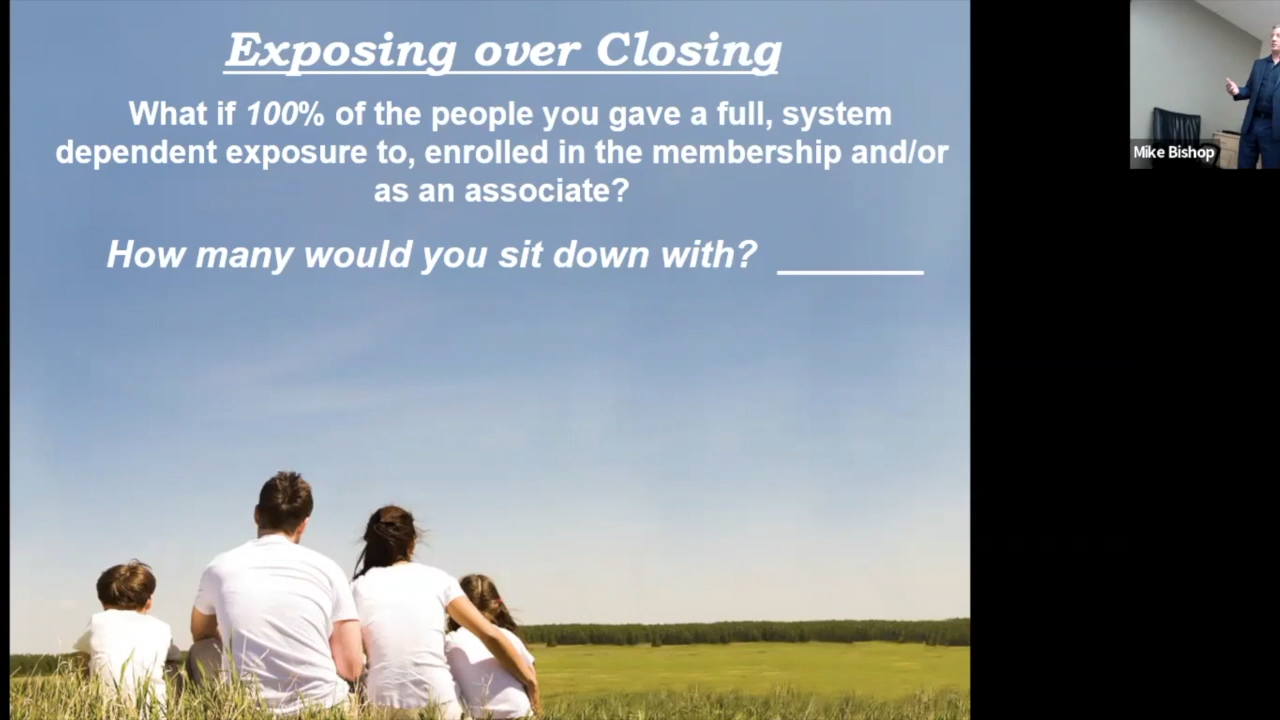 Exposing over Closing
What if 100% of the people you gave a full, system
dependent exposure to, enrolled in the membership and/or
as an associate?
How many would you sit down with? _______
Mike Bishop